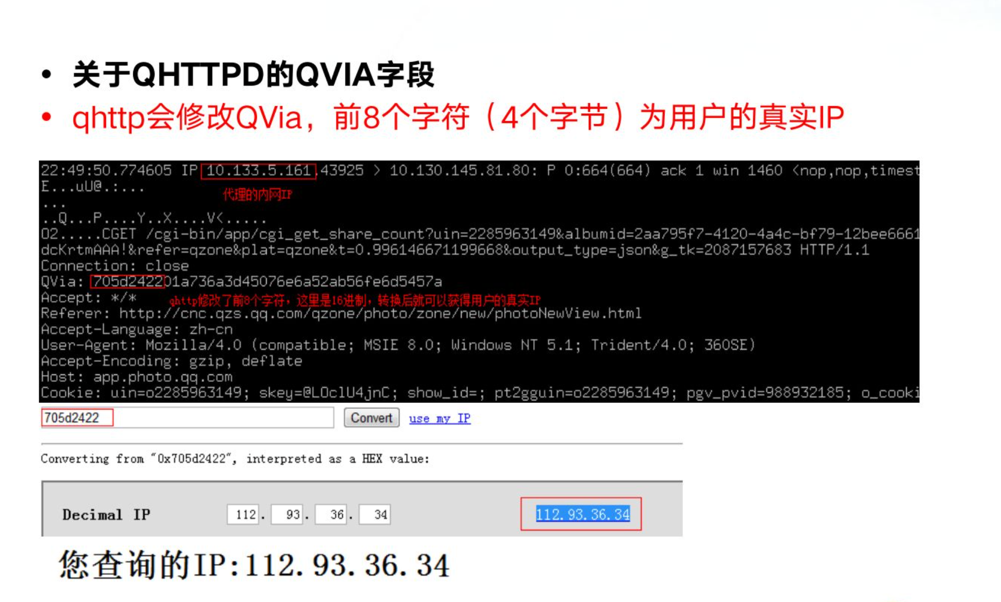 • 关于QHTTPD的QVIA字段
• qhttp会修改QVia，前8个字符（4个字节）为用户的真实IP
22:49:50.774605 IP 10.133.5.161.43925 > 10.130.145.81.80: P 0:664(664) ack 1 win 1460 <nop,nop,timest
E...uU@.:...
代理的内网IP
...
..Q...P....Y..X....V<.....
O2.....CGET /cgi-bin/app/cgi_get_share_count?uin=2285963149&albumid=2aa795f7-4120-4a4c-bf79-12bee6661
dcKrtmAAA!&refer=qzone&plat=qzone&t=0.996146671199668&output_type=json&g_tk=2087157683 HTTP/1.1
Connection: close
QVia: 705d242201a736a3d45076e6a52ab56fe6d5457a
Accept: */*
qhttp修改了前8个字符，这里是16进制，转换后就可以获得用户的真实IP
Referer: http://cnc.qzs.qq.com/qzone/photo/zone/new/photoNewView.html
Accept-Language: zh-cn
User-Agent: Mozilla/4.0 (compatible; MSIE 8.0; Windows NT 5.1; Trident/4.0; 360SE)
Accept-Encoding: gzip, deflate
Host: app.photo.qq.com
Cookie: uin=o2285963149; skey=@LOclU4jnC; show_id=; pt2gguin=o2285963149; pgv_pvid=988932185; o_cooki
705d2422 Convert use my IP
Converting from "0x705d2422", interpreted as a HEX value:
Decimal IP 112. 93. 36. 34 112.93.36.34
您查询的IP:112.93.36.34